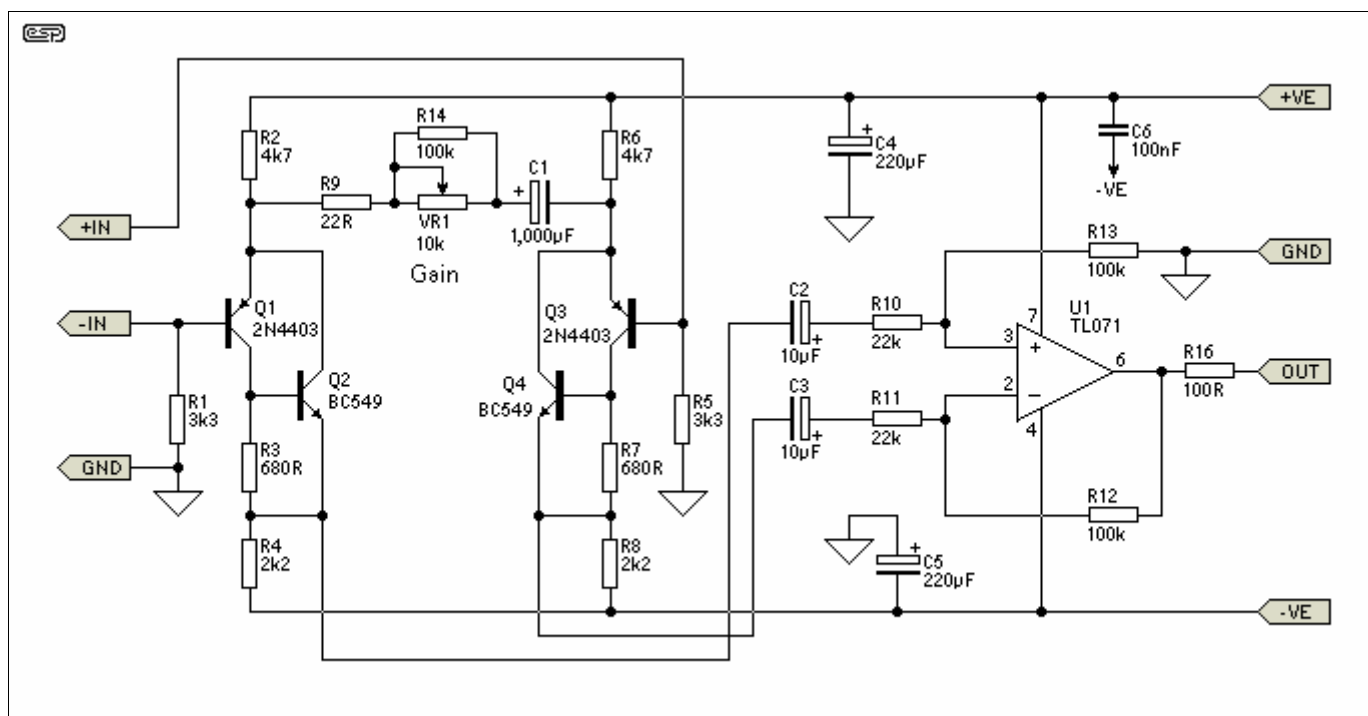 esp
R14
100k
+VE
R2
4k7
R6
4k7
C1
+
C4
220µF
+
C6
100nF
-VE
R9
22R
VR1
10k
1,000µF
+
+IN
Gain
R13
100k
GND
-IN
Q1
2N4403
Q3
2N4403
C2
10µF
+
R10
22k
U1
TL071
7
3
+
6
2
-
4
R16
100R
OUT
R1
3k3
Q2
BC549
Q4
BC549
R5
3k3
C3
10µF
+
R11
22k
GND
R3
680R
R7
680R
R12
100k
R4
2k2
R8
2k2
C5
220µF
+
-VE